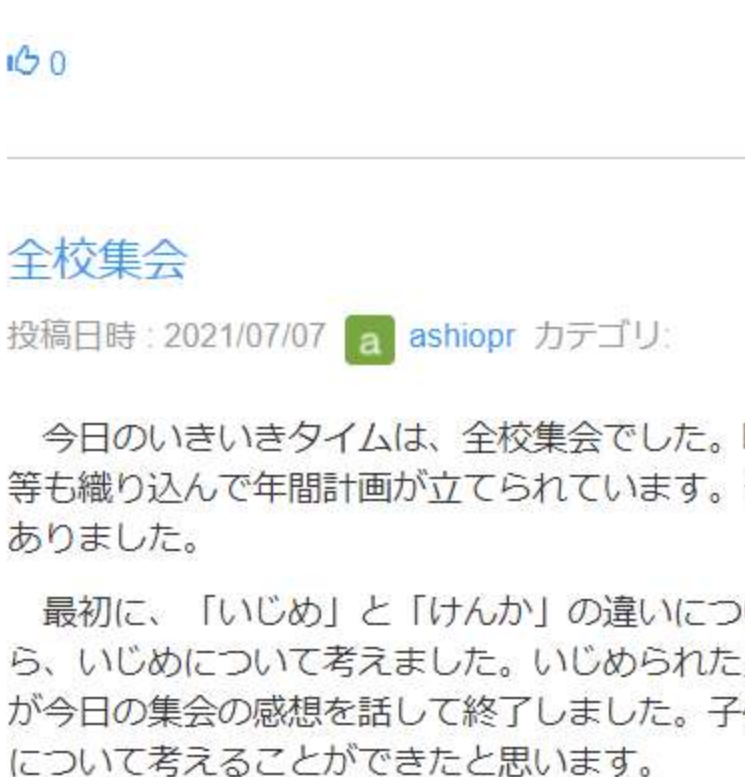 0
全校集会
投稿日時 : 2021/07/07 a ashiopr カテゴリ:
今日のいきいきタイムは、全校集会でした。
等も織り込んで年間計画が立てられています。
ありました。
最初に、「いじめ」と「けんか」の違いにつ
ら、いじめについて考えました。いじめられた
が今日の集会の感想を話して終了しました。子
について考えることができたと思います。